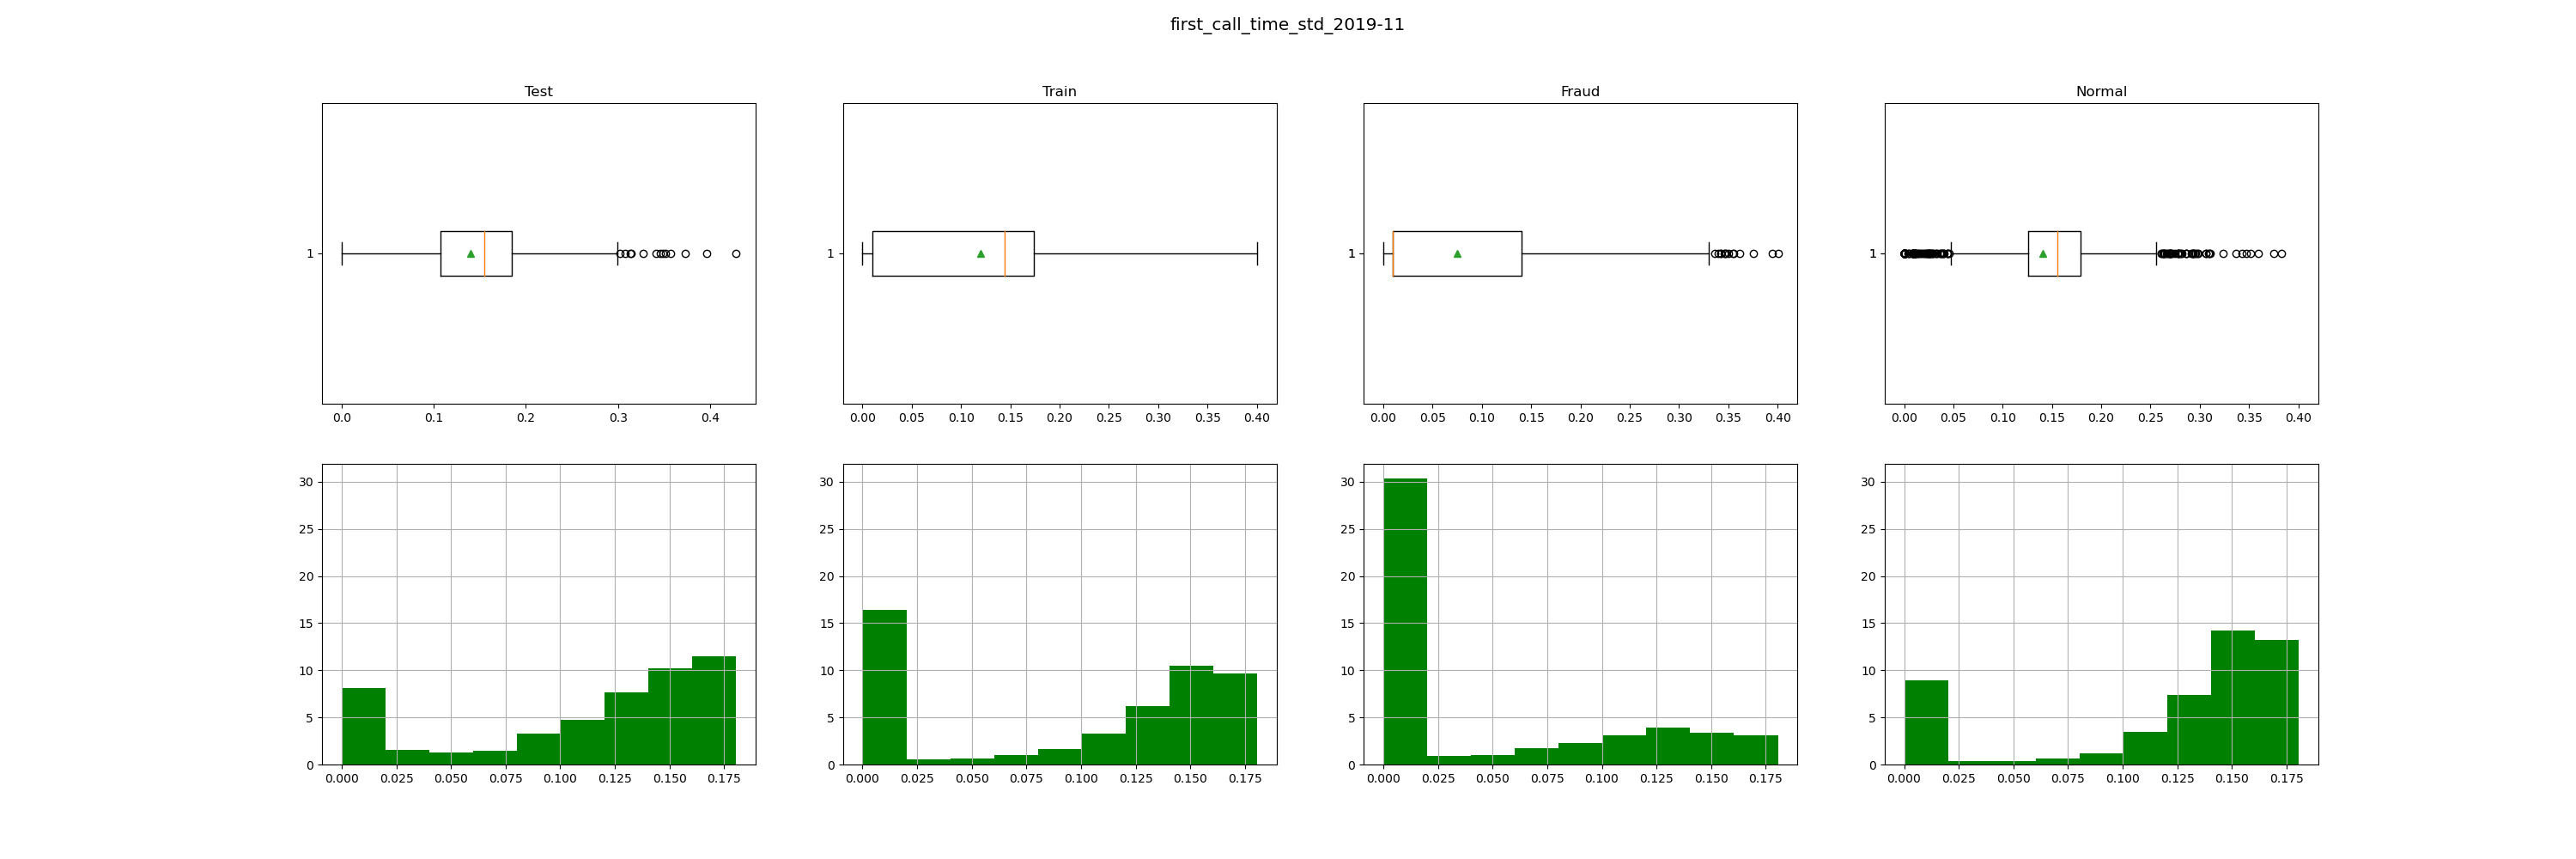 first_call_time_std_2019-11
Test Train Fraud Normal
1 1 1 1
0.0 0.1 0.2 0.3 0.4 0.00 0.05 0.10 0.15 0.20 0.25 0.30 0.35 0.40 0.00 0.05 0.10 0.15 0.20 0.25 0.30 0.35 0.40 0.00 0.05 0.10 0.15 0.20 0.25 0.30 0.35 0.40
30 30 30 30
25 25 25 25
20 20 20 20
15 15 15 15
10 10 10 10
5 5 5 5
0 0 0 0
0.000 0.025 0.050 0.075 0.100 0.125 0.150 0.175 0.000 0.025 0.050 0.075 0.100 0.125 0.150 0.175 0.000 0.025 0.050 0.075 0.100 0.125 0.150 0.175 0.000 0.025 0.050 0.075 0.100 0.125 0.150 0.175